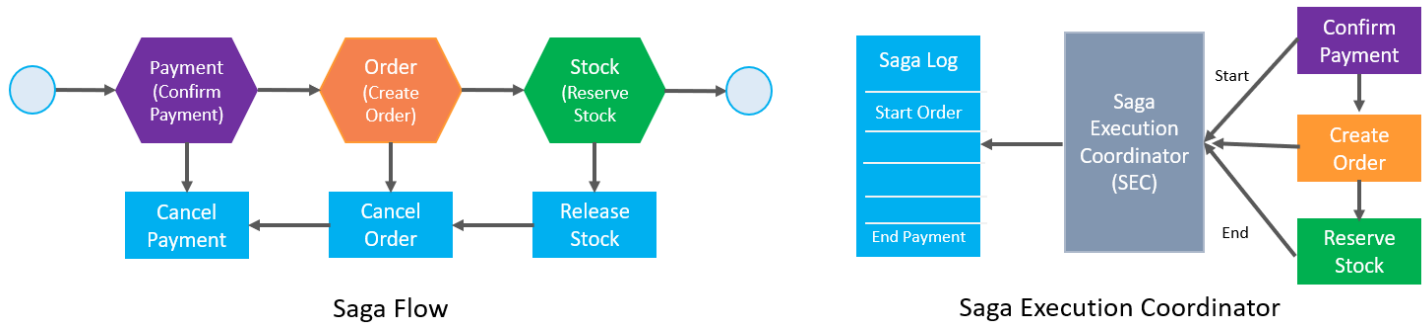 Payment
(Confirm
Payment)
Order
(Create
Order)
Stock
(Reserve
Stock
Cancel
Payment
Cancel
Order
Release
Stock
Saga Flow
Saga Log
Start Order
End Payment
Saga
Execution
Coordinator
(SEC)
Start
End
Confirm
Payment
Create
Order
Reserve
Stock
Saga Execution Coordinator